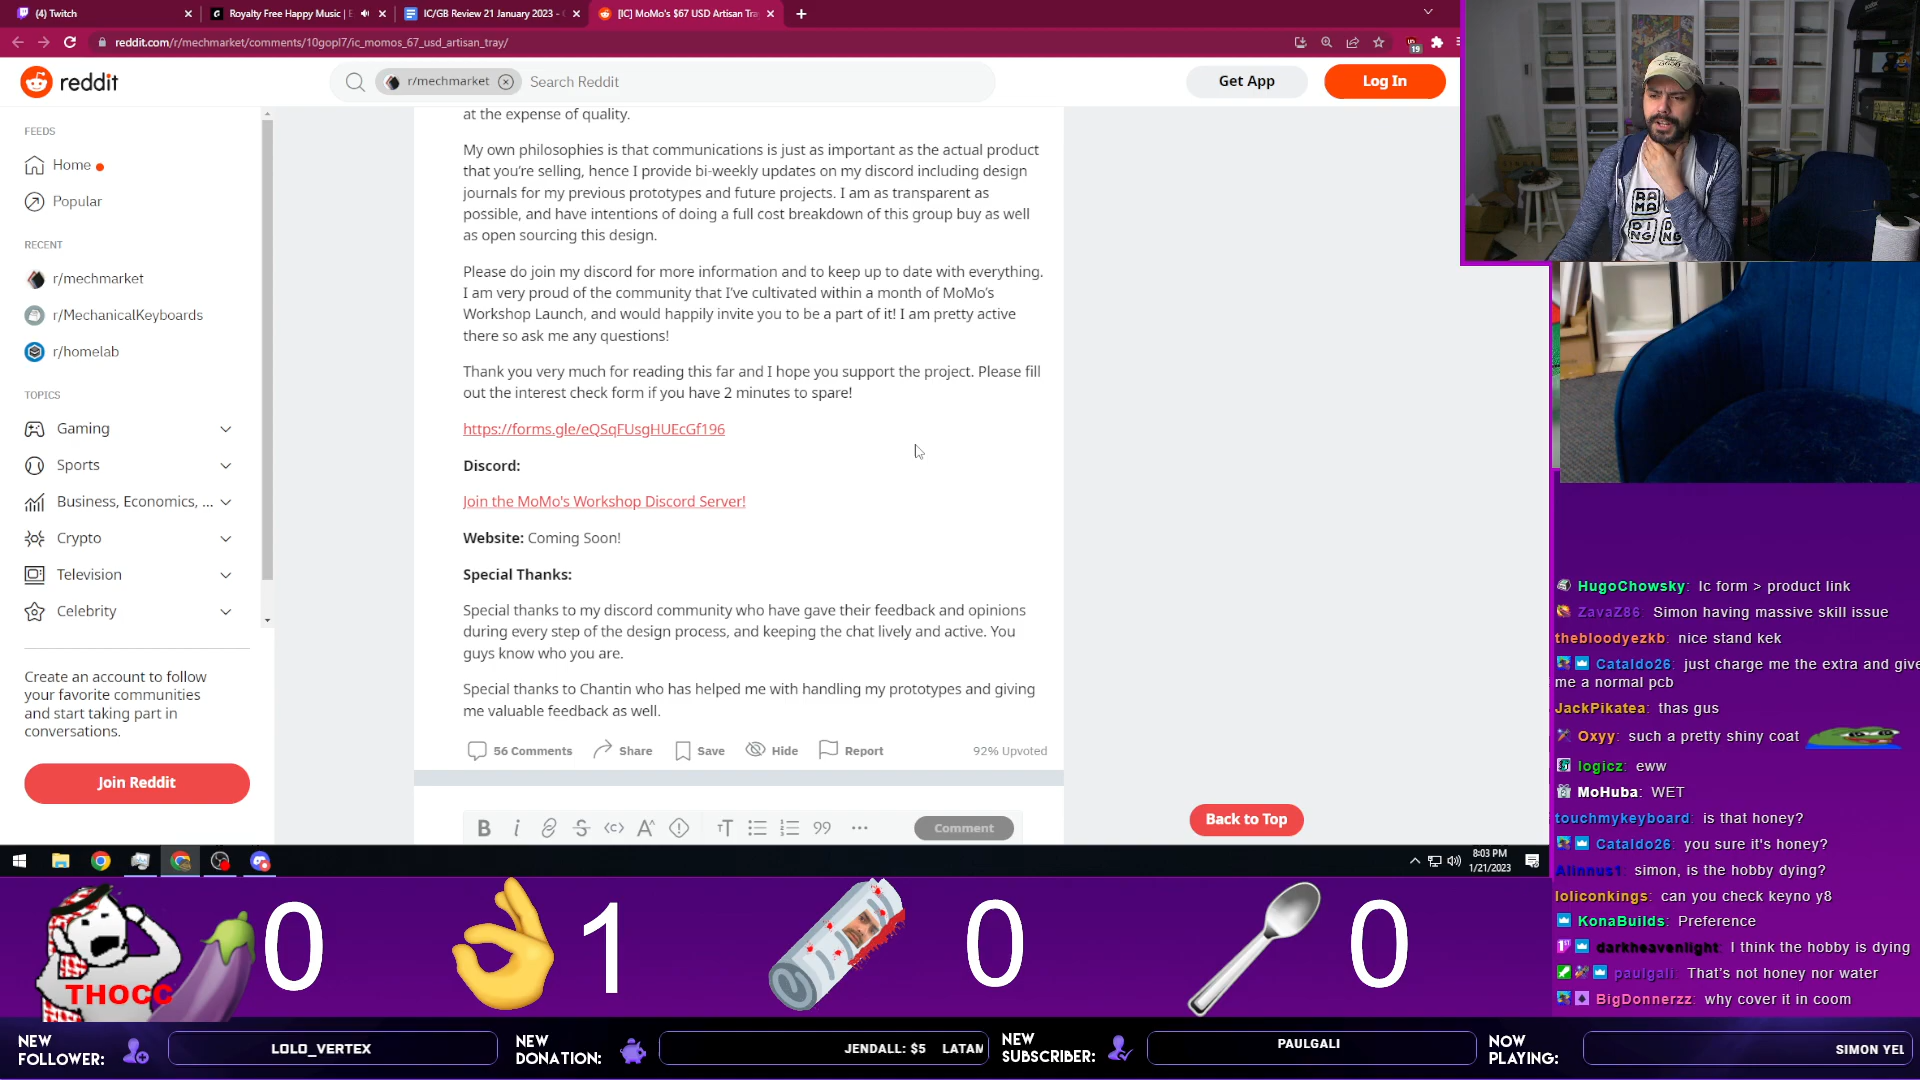 (4) Twitch
Royalty Free Happy Music | E
IC/GB Review 21 January 2023 -
[IC] MoMo's $67 USD Artisan Tra
reddit.com/r/mechmarket/comments/10gopl7/ic_momos_67_usd_artisan_tray/
19
reddit
r/mechmarket
Search Reddit
Get App
Log In
FEEDS
Home
Popular
RECENT
r/mechmarket
r/MechanicalKeyboards
r/homelab
TOPICS
Gaming
Sports
Business, Economics, ...
Crypto
Television
Celebrity
Create an account to follow
your favorite communities
and start taking part in
conversations.
Join Reddit
at the expense of quality.
My own philosophies is that communications is just as important as the actual product
that you're selling, hence I provide bi-weekly updates on my discord including design
journals for my previous prototypes and future projects. I am as transparent as
possible, and have intentions of doing a full cost breakdown of this group buy as well
as open sourcing this design.
Please do join my discord for more information and to keep up to date with everything.
I am very proud of the community that I've cultivated within a month of MoMo's
Workshop Launch, and would happily invite you to be a part of it! I am pretty active
there so ask me any questions!
Thank you very much for reading this far and I hope you support the project. Please fill
out the interest check form if you have 2 minutes to spare!
https://forms.gle/eQSqFUsgHUEcGf196
Discord:
Join the MoMo's Workshop Discord Server!
Website: Coming Soon!
Special Thanks:
Special thanks to my discord community who have gave their feedback and opinions
during every step of the design process, and keeping the chat lively and active. You
guys know who you are.
Special thanks to Chantin who has helped me with handling my prototypes and giving
me valuable feedback as well.
56 Comments
Share
Save
Hide
Report
92% Upvoted
Comment
Back to Top
8:03 PM
1/21/2023
RA MA
DING DONG
HugoChowsky: Ic form > product link
ZavaZ86: Simon having massive skill issue
thebloodyezkb: nice stand kek
Cataldo26: just charge me the extra and give
me a normal pcb
JackPikatea: thas gus
Oxyy: such a pretty shiny coat
logicz: eww
MoHuba: WET
touchmykeyboard: is that honey?
Cataldo26: you sure it's honey?
Alinnus1: simon, is the hobby dying?
loliconkings: can you check keyno y8
KonaBuilds: Preference
darkheavenlight: I think the hobby is dying
paulgali: That's not honey nor water
BigDonnerzz: why cover it in coom
THOCC
0
1
0
0
NEW
FOLLOWER:
LOLO_VERTEX
NEW
DONATION:
JENDALL: $5 LATAM
NEW
SUBSCRIBER:
PAULGALI
NOW
PLAYING:
SIMON YEL